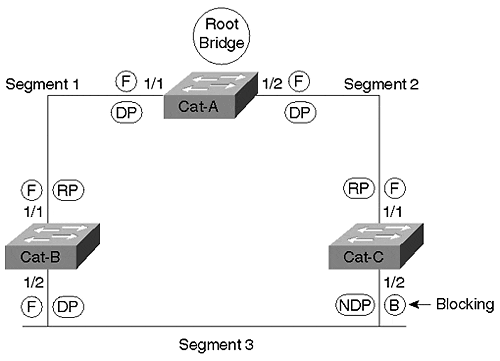 Root
Bridge
Segment 1
F
1/1
1/2
F
Segment 2
DP
Cat-A
DP
F
RP
RP
F
1/1
1/1
Cat-B
Cat-C
1/2
1/2
F
DP
NDP
B
Blocking
Segment 3